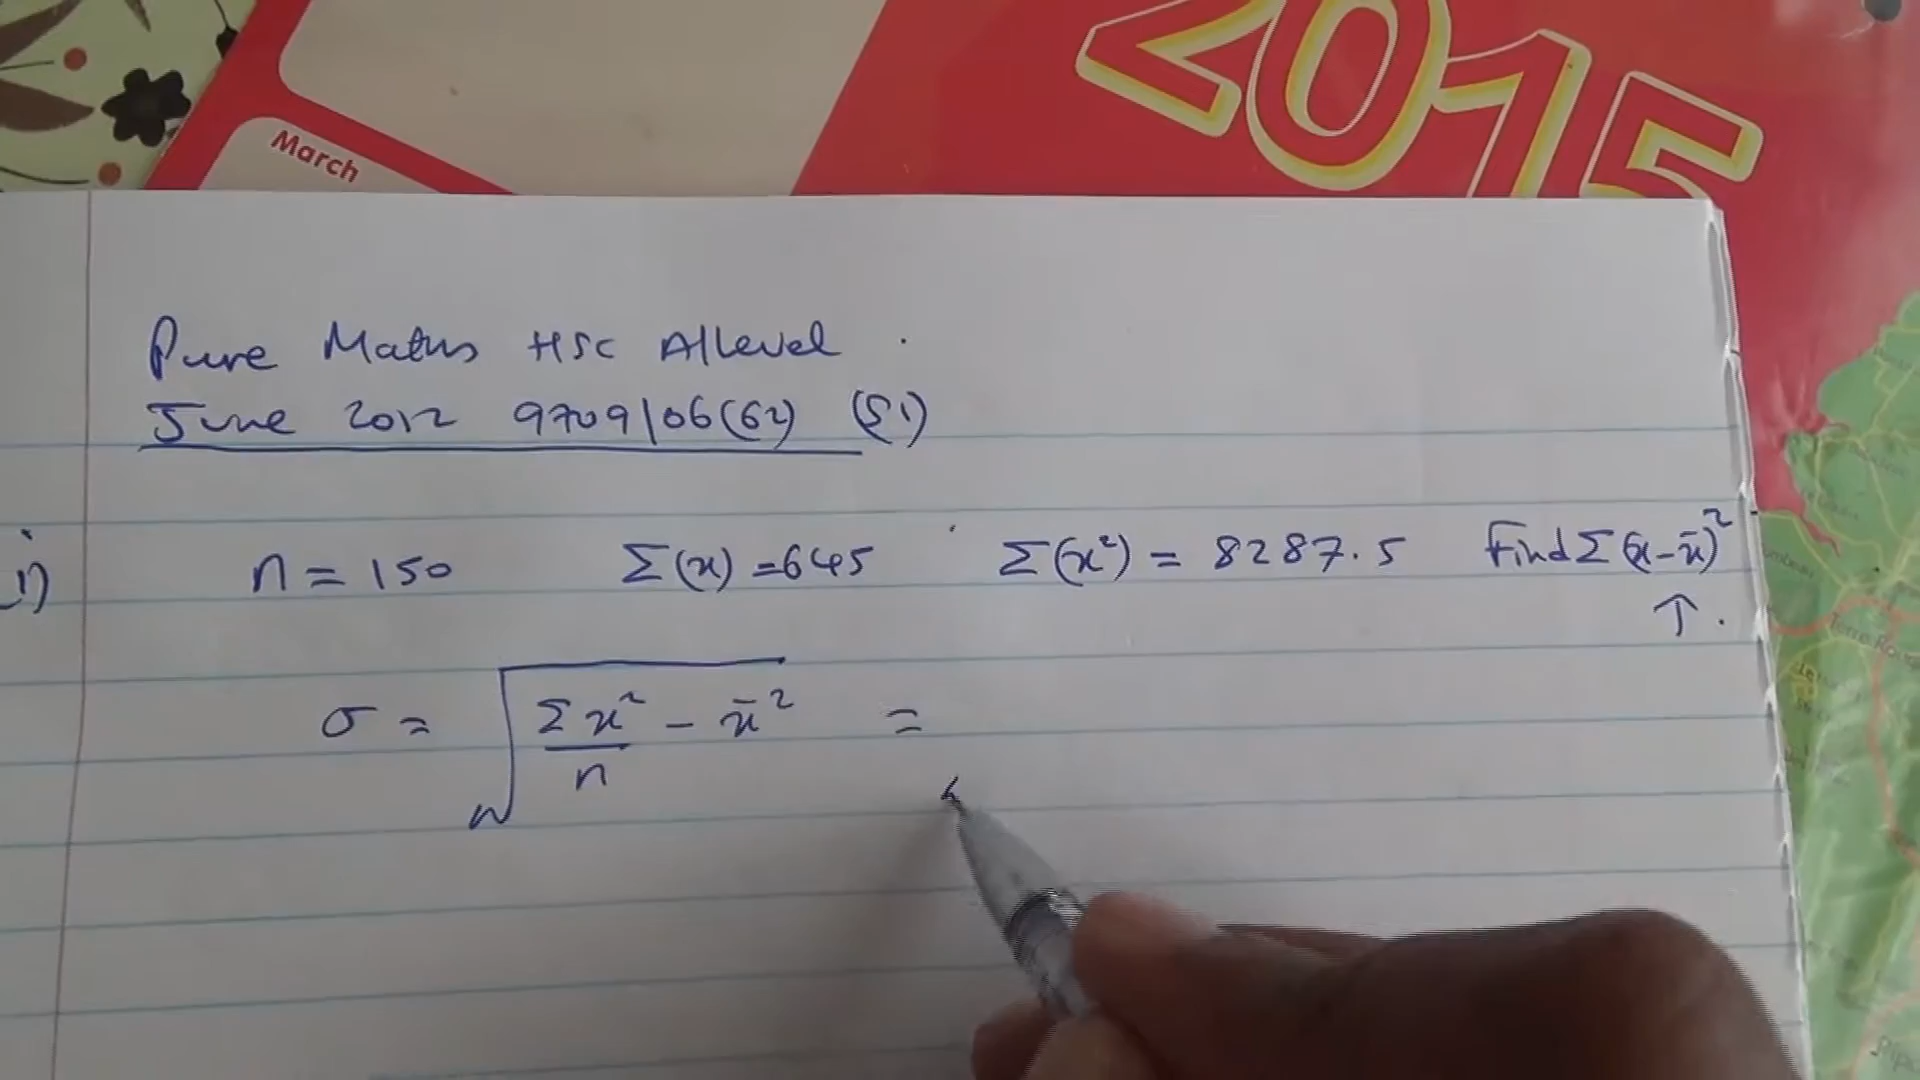 2015
March
Pure Maths HSC A/Level .
June 2012 9709/06(62) (S1)
1) n = 150 Σ(x) = 645 Σ(x²) = 8287.5 Find Σ(x-x̄)²
↑.
σ = √ Σx² - x̄² =
n